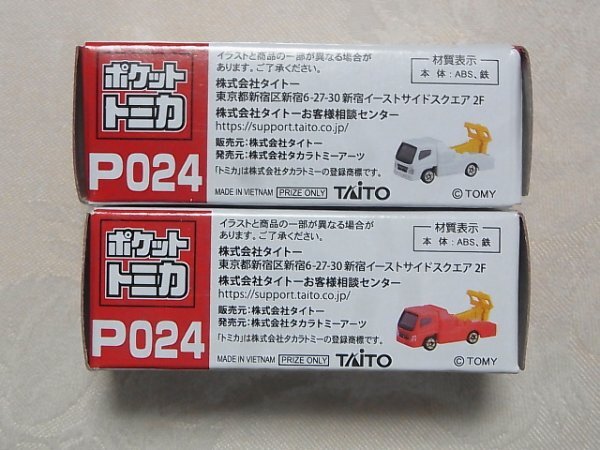 ポケット
トミカ
P024
イラストと商品の一部が異なる場合が
あります。ご了承ください。
株式会社タイトー
東京都新宿区新宿6-27-30 新宿イーストサイドスクエア 2F
株式会社タイトーお客様相談センター
https://support.taito.co.jp/
販売元:株式会社タイトー
発売元:株式会社タカラトミーアーツ
「トミカ」は株式会社タカラトミーの登録商標です。
MADE IN VIETNAM PRIZE ONLY TAITO
材質表示
本体:ABS、鉄
© TOMY
ポケット
トミカ
P024
イラストと商品の一部が異なる場合が
あります。ご了承ください。
株式会社タイトー
東京都新宿区新宿6-27-30 新宿イーストサイドスクエア 2F
株式会社タイトーお客様相談センター
https://support.taito.co.jp/
販売元:株式会社タイトー
発売元:株式会社タカラトミーアーツ
「トミカ」は株式会社タカラトミーの登録商標です。
MADE IN VIETNAM PRIZE ONLY TAITO
材質表示
本体:ABS、鉄
© TOMY